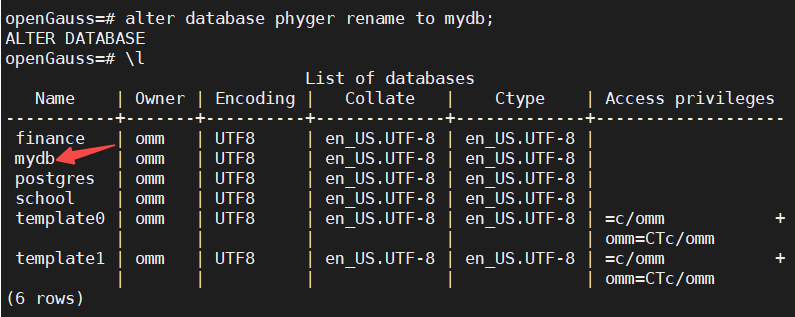 openGauss=# alter database phyger rename to mydb;
ALTER DATABASE
openGauss=# \l
                              List of databases
   Name    | Owner | Encoding |   Collate   |    Ctype    | Access privileges
-----------+-------+----------+-------------+-------------+-------------------
 finance   | omm   | UTF8     | en_US.UTF-8 | en_US.UTF-8 |
 mydb      | omm   | UTF8     | en_US.UTF-8 | en_US.UTF-8 |
 postgres  | omm   | UTF8     | en_US.UTF-8 | en_US.UTF-8 |
 school    | omm   | UTF8     | en_US.UTF-8 | en_US.UTF-8 |
 template0 | omm   | UTF8     | en_US.UTF-8 | en_US.UTF-8 | =c/omm           +
           |       |          |             |             | omm=CTc/omm
 template1 | omm   | UTF8     | en_US.UTF-8 | en_US.UTF-8 | =c/omm           +
           |       |          |             |             | omm=CTc/omm
(6 rows)